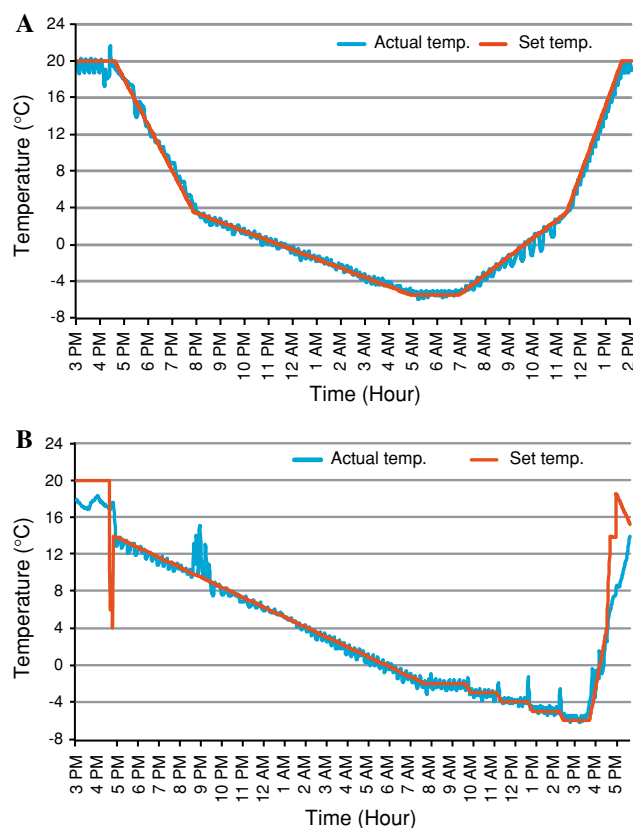 A
Actual temp.
Set temp.
Temperature (°C)
24
20
16
12
8
4
0
-4
-8
3 PM
4 PM
5 PM
6 PM
7 PM
8 PM
9 PM
10 PM
11 PM
12 AM
1 AM
2 AM
3 AM
4 AM
5 AM
6 AM
7 AM
8 AM
9 AM
10 AM
11 AM
12 AM
1 PM
2 PM
Time (Hour)
B
Actual temp.
Set temp.
Temperature (°C)
24
20
16
12
8
4
0
-4
-8
3 PM
4 PM
5 PM
6 PM
7 PM
8 PM
9 PM
10 PM
11 PM
12 AM
1 AM
2 AM
3 AM
4 AM
5 AM
6 AM
7 AM
8 AM
9 AM
10 AM
11 AM
12 PM
1 PM
2 PM
3 PM
4 PM
5 PM
Time (Hour)